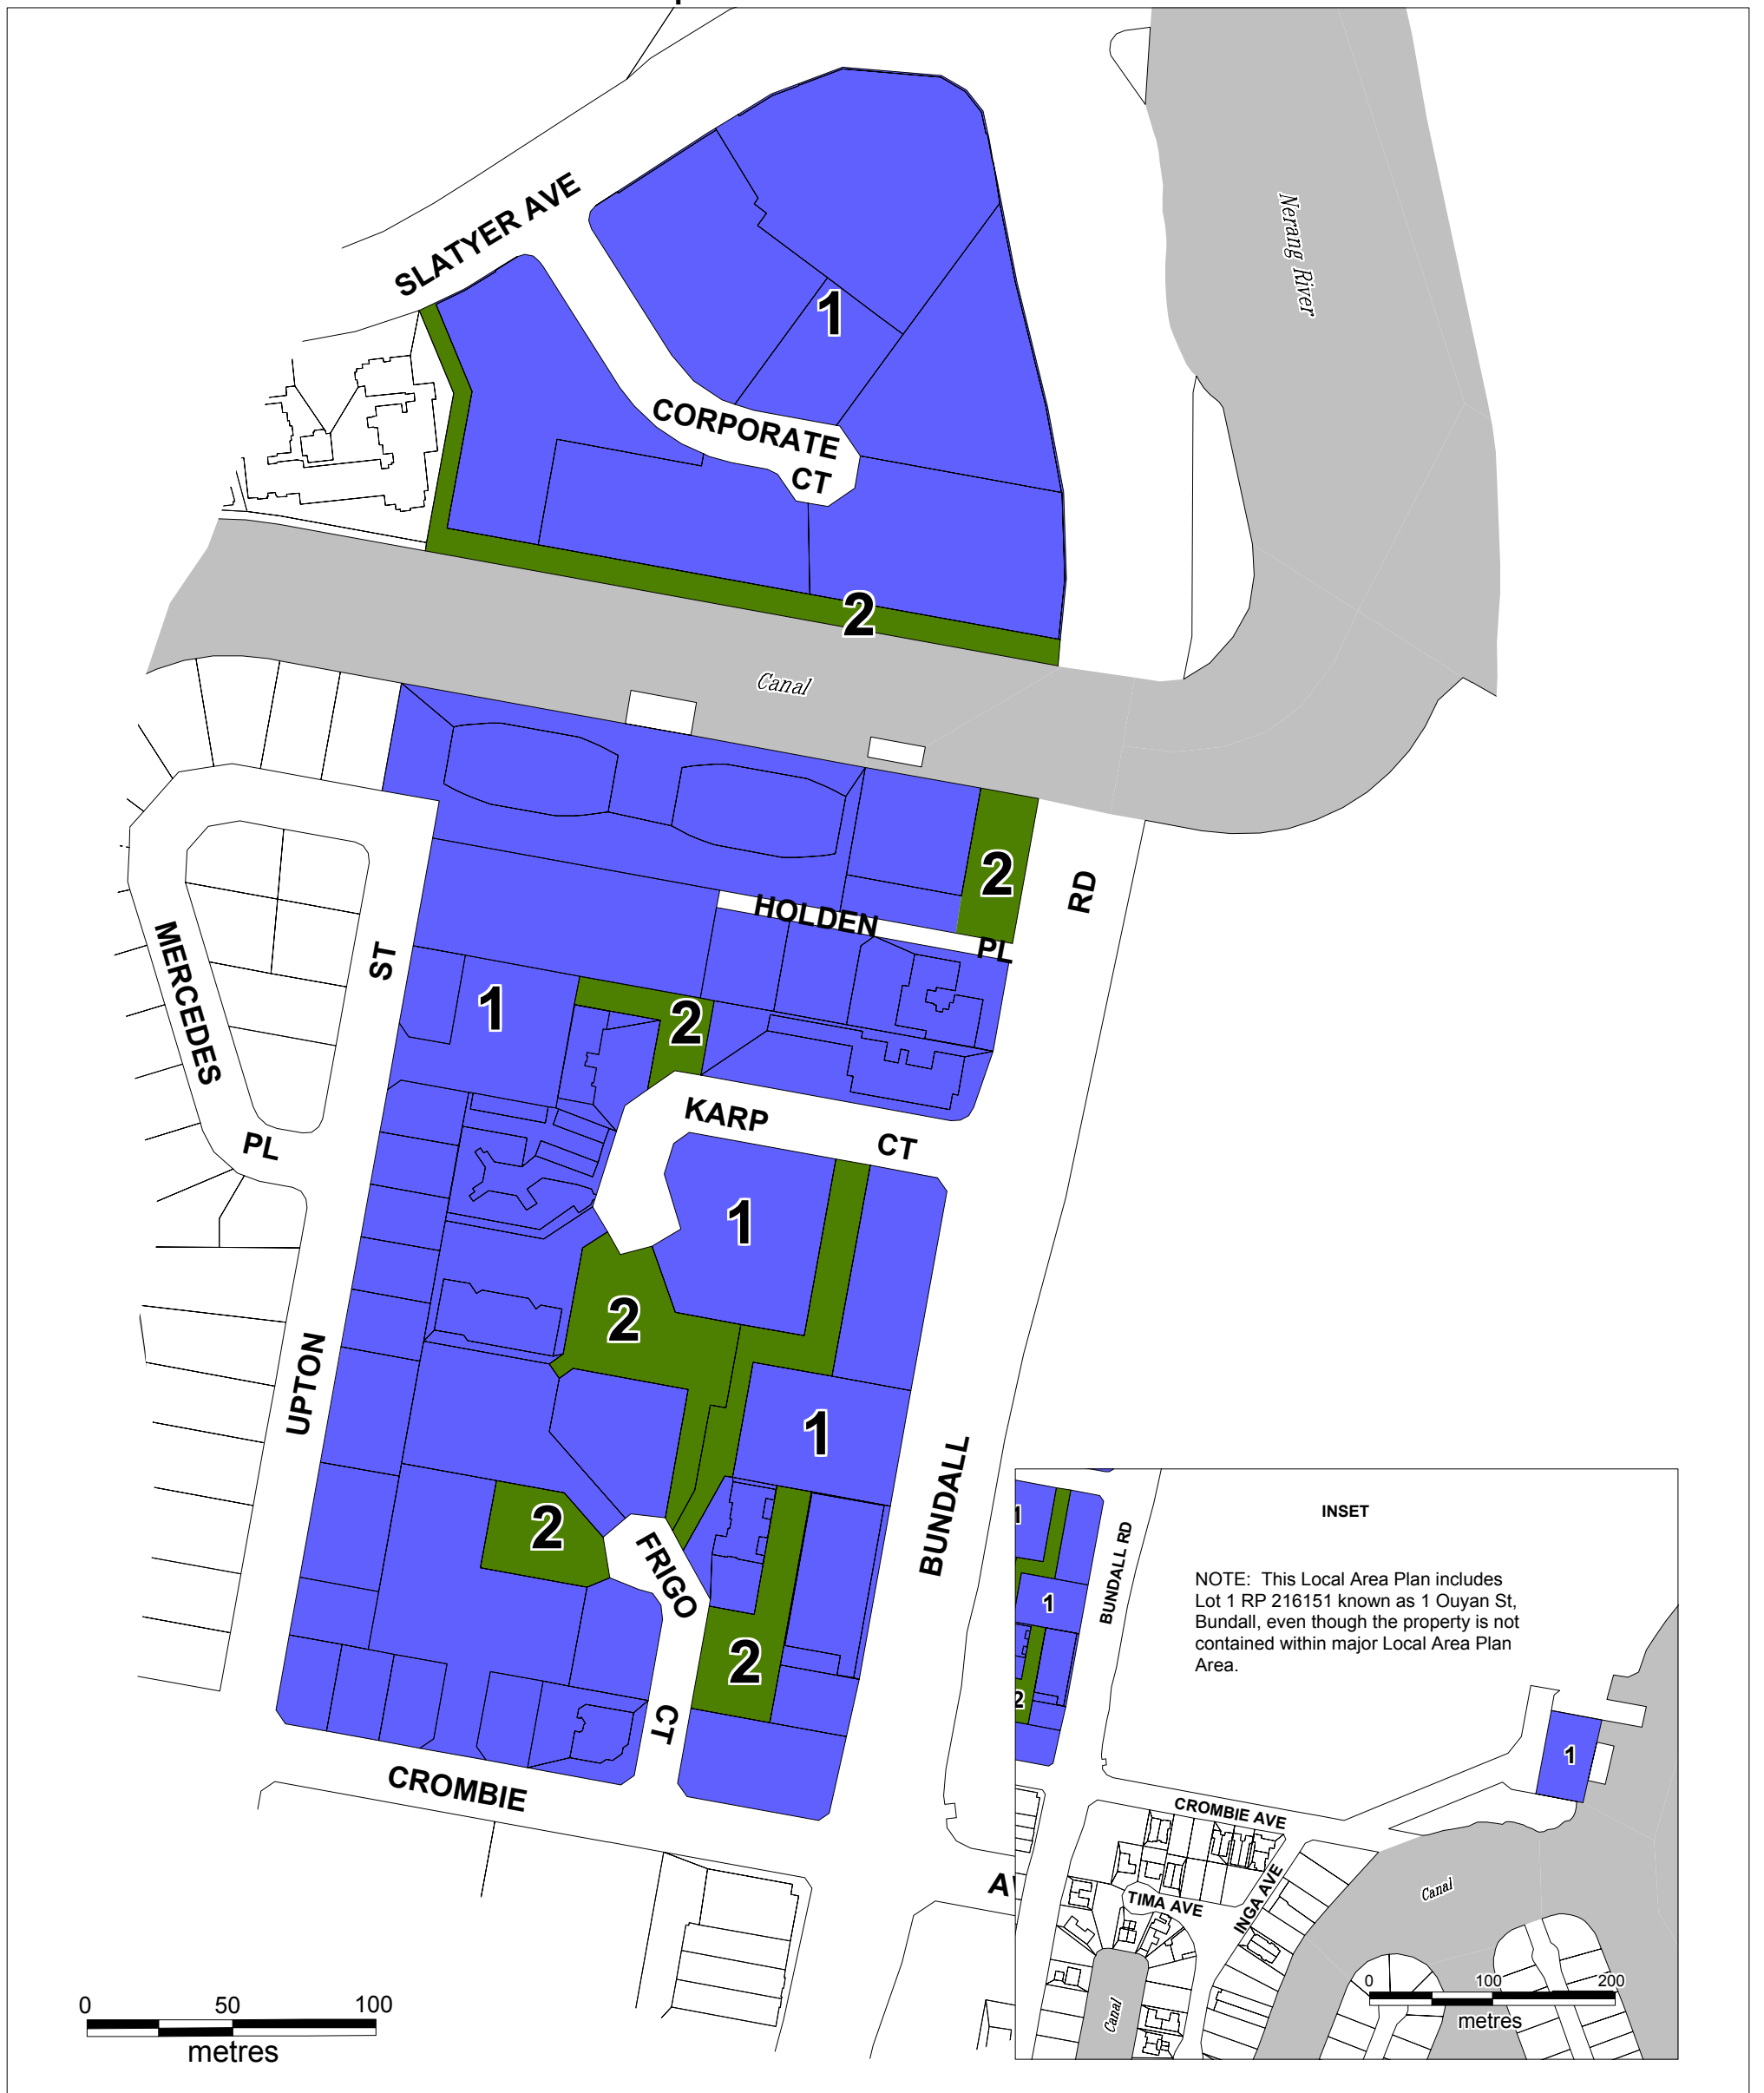 SLATYER AVE
Nerang River
1
CORPORATE
CT
2
Canal
2
RD
HOLDEN
PL
MERCEDES
ST
1
2
KARP
CT
PL
1
2
UPTON
1
BUNDALL
2
FRIGO
2
CT
CROMBIE
0 50 100
metres
INSET
NOTE: This Local Area Plan includes
Lot 1 RP 216151 known as 1 Ouyan St,
Bundall, even though the property is not
contained within major Local Area Plan
Area.
1
BUNDALL RD
1
2
1
CROMBIE AVE
TIMA AVE
INGA AVE
Canal
Canal
0 100 200
metres